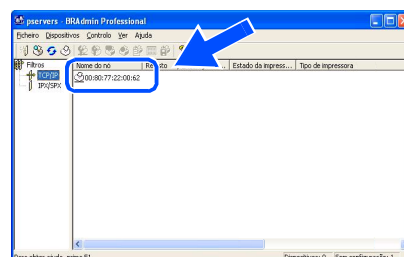 pservers - BRAdmin Professional
Ficheiro Dispositivos Controlo Ver Ajuda
Filtros
TCP/IP
IPX/SPX
Nome do nó Estado da impress... Tipo de impressora
00:80:77:22:00:62